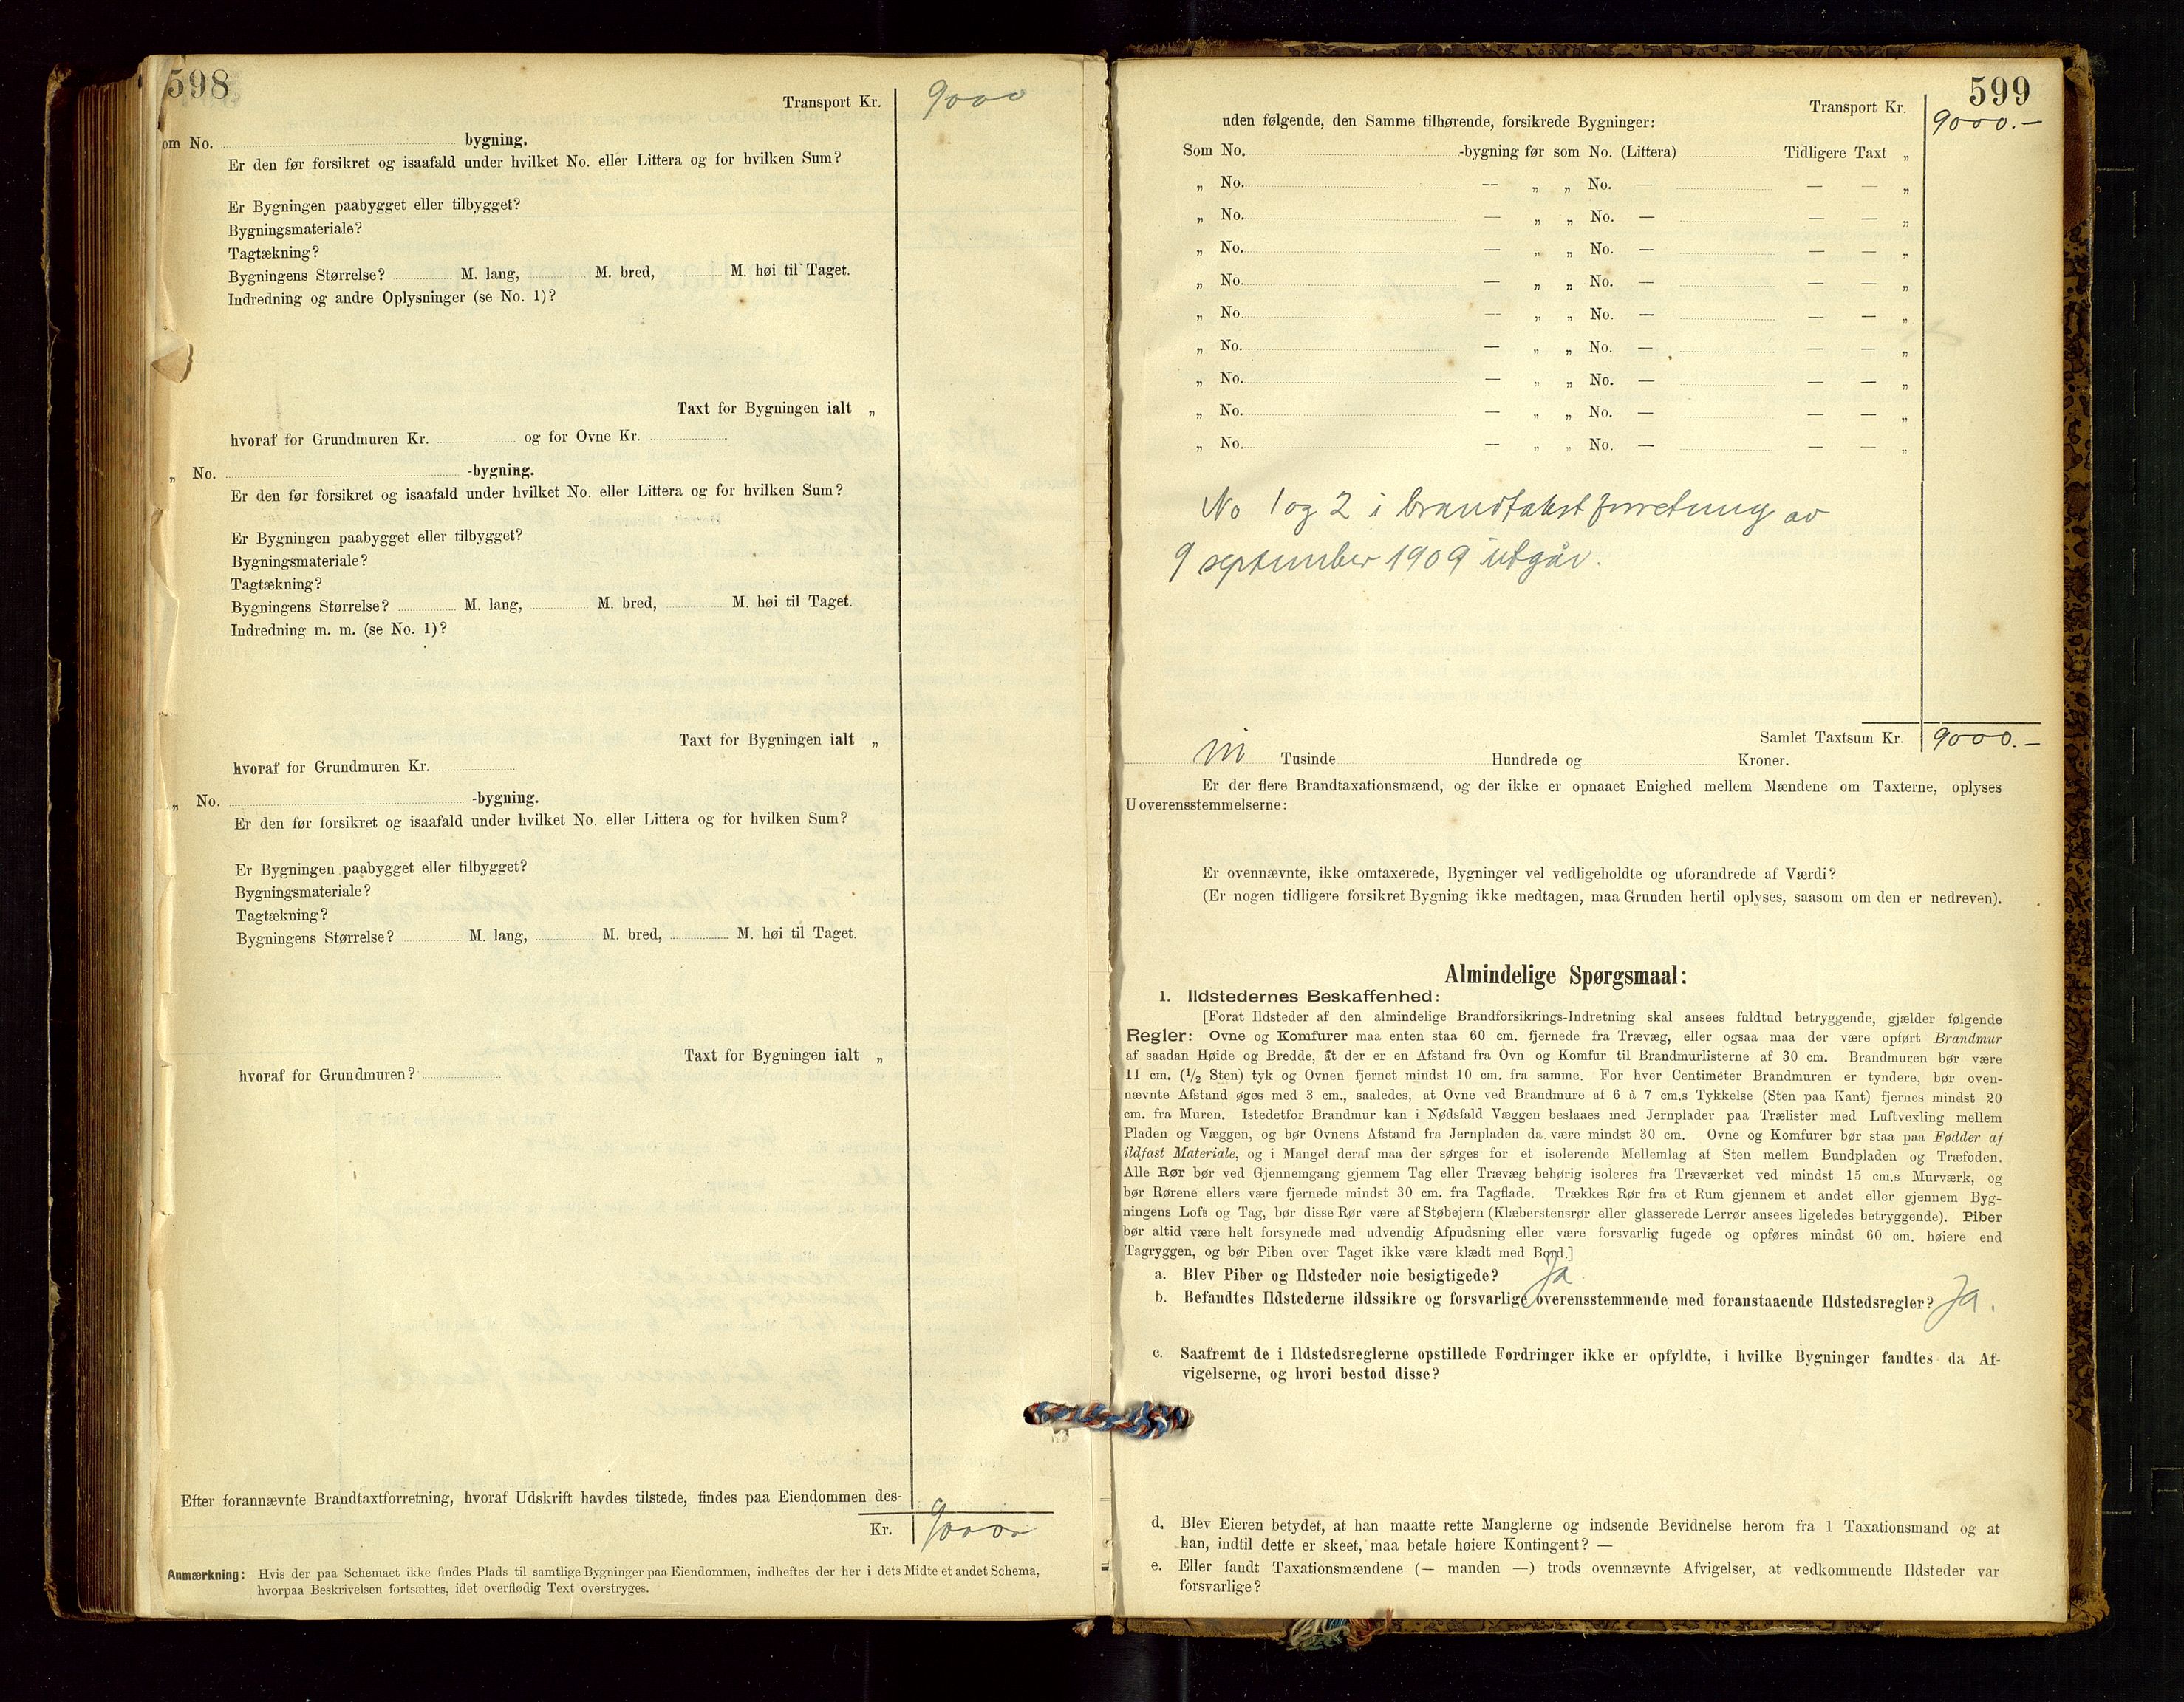 598
Transport Kr. 9000
om No. bygning.
Er den før forsikret og isaafald under hvilket No. eller Littera og for hvilken Sum?
Er Bygningen paabygget eller tilbygget?
Bygningsmateriale?
Tagtækning?
Bygningens Størrelse? M. lang, M. bred, M. høi til Taget.
Indredning og andre Oplysninger (se No. 1)?
Taxt for Bygningen ialt „
hvoraf for Grundmuren Kr. og for Ovne Kr.
„ No. -bygning.
Er den før forsikret og isaafald under hvilket No. eller Littera og for hvilken Sum?
Er Bygningen paabygget eller tilbygget?
Bygningsmateriale?
Tagtækning?
Bygningens Størrelse? M. lang, M. bred, M. høi til Taget.
Indredning m. m. (se No. 1)?
Taxt for Bygningen ialt „
hvoraf for Grundmuren Kr.
„ No. -bygning.
Er den før forsikret og isaafald under hvilket No. eller Littera og for hvilken Sum?
Er Bygningen paabygget eller tilbygget?
Bygningsmateriale?
Tagtækning?
Bygningens Størrelse? M. lang, M. bred, M. høi til Taget.
Taxt for Bygningen ialt „
hvoraf for Grundmuren?
Efter forannævnte Brandtaxtforretning, hvoraf Udskrift havdes tilstede, findes paa Eiendommen des-
Kr.
Anmærkning: Hvis der paa Schemaet ikke findes Plads til samtlige Bygninger paa Eiendommen, indheftes der her i dets Midte et andet Schema,
hvorpaa Beskrivelsen fortsættes, idet overflødig Text overstryges.
599
Transport Kr. 9000.—
uden følgende, den Samme tilhørende, forsikrede Bygninger:
Som No. -bygning før som No. (Littera) Tidligere Taxt „
„ No. — „ „ No. — — — „
„ No. — „ „ No. — — — „
„ No. — „ „ No. — — — „
„ No. — „ „ No. — — — „
„ No. — „ „ No. — — — „
„ No. — „ „ No. — — — „
„ No. — „ „ No. — — — „
„ No. — „ „ No. — — — „
„ No. — „ „ No. — — — „
No 1 og 2 i brandtakstforretning av
9 september 1909 utgår.
Samlet Taxtsum Kr. 9000.—
ni Tusinde Hundrede og Kroner.
Er der flere Brandtaxationsmænd, og der ikke er opnaaet Enighed mellem Mændene om Taxterne, oplyses
Uoverensstemmelserne:
Er ovennævnte, ikke omtaxerede, Bygninger vel vedligeholdte og uforandrede af Værdi?
(Er nogen tidligere forsikret Bygning ikke medtagen, maa Grunden hertil oplyses, saasom om den er nedreven).
Almindelige Spørgsmaal:
1. Ildstedernes Beskaffenhed:
[Forat Ildsteder af den almindelige Brandforsikrings-Indretning skal ansees fuldtud betryggende, gjælder følgende
Regler: Ovne og Komfurer maa enten staa 60 cm. fjernede fra Trævæg, eller ogsaa maa der være opført Brandmur
af saadan Høide og Bredde, at der er en Afstand fra Ovn og Komfur til Brandmurlisterne af 30 cm. Brandmuren bør være
11 cm. (1/2 Sten) tyk og Ovnen fjernet mindst 10 cm. fra samme. For hver Centimeter Brandmuren er tyndere, bør oven-
nævnte Afstand øges med 3 cm., saaledes, at Ovne ved Brandmure af 6 à 7 cm.s Tykkelse (Sten paa Kant) fjernes mindst 20
cm. fra Muren. Istedetfor Brandmur kan i Nødsfald Væggen beslaaes med Jernplader paa Trælister med Luftvexling mellem
Pladen og Væggen, og bør Ovnens Afstand fra Jernpladen da være mindst 30 cm. Ovne og Komfurer bør staa paa Fødder af
ildfast Materiale, og i Mangel deraf maa der sørges for et isolerende Mellemlag af Sten mellem Bundpladen og Træfoden.
Alle Rør bør ved Gjennemgang gjennem Tag eller Trævæg behørig isoleres fra Træværket ved mindst 15 cm.s Murværk, og
bør Rørene ellers være fjernede mindst 30 cm. fra Tagflade. Trækkes Rør fra et Rum gjennem et andet eller gjennem Byg-
ningens Loft og Tag, bør disse Rør være af Støbejern (Klæberstensrør eller glasserede Lerrør ansees ligeledes betryggende). Piber
bør altid være helt forsynede med udvendig Afpudsning eller være forsvarlig fugede og opføres mindst 60 cm. høiere end
Tagryggen, og bør Piben over Taget ikke være klædt med Bord.]
a. Blev Piber og Ildsteder nøie besigtigede? Ja
b. Befandtes Ildstederne ildssikre og forsvarlige overensstemmende med foranstaaende Ildstedsregler? Ja.
c. Saafremt de i Ildstedsreglerne opstillede Fordringer ikke er opfyldte, i hvilke Bygninger fandtes da Af-
vigelserne, og hvori bestod disse?
d. Blev Eieren betydet, at han maatte rette Manglerne og indsende Bevidnelse herom fra 1 Taxationsmand og at
han, indtil dette er skeet, maa betale høiere Kontingent? —
e. Eller fandt Taxationsmændene (— manden —) trods ovennævnte Afvigelser, at vedkommende Ildsteder var
forsvarlige?